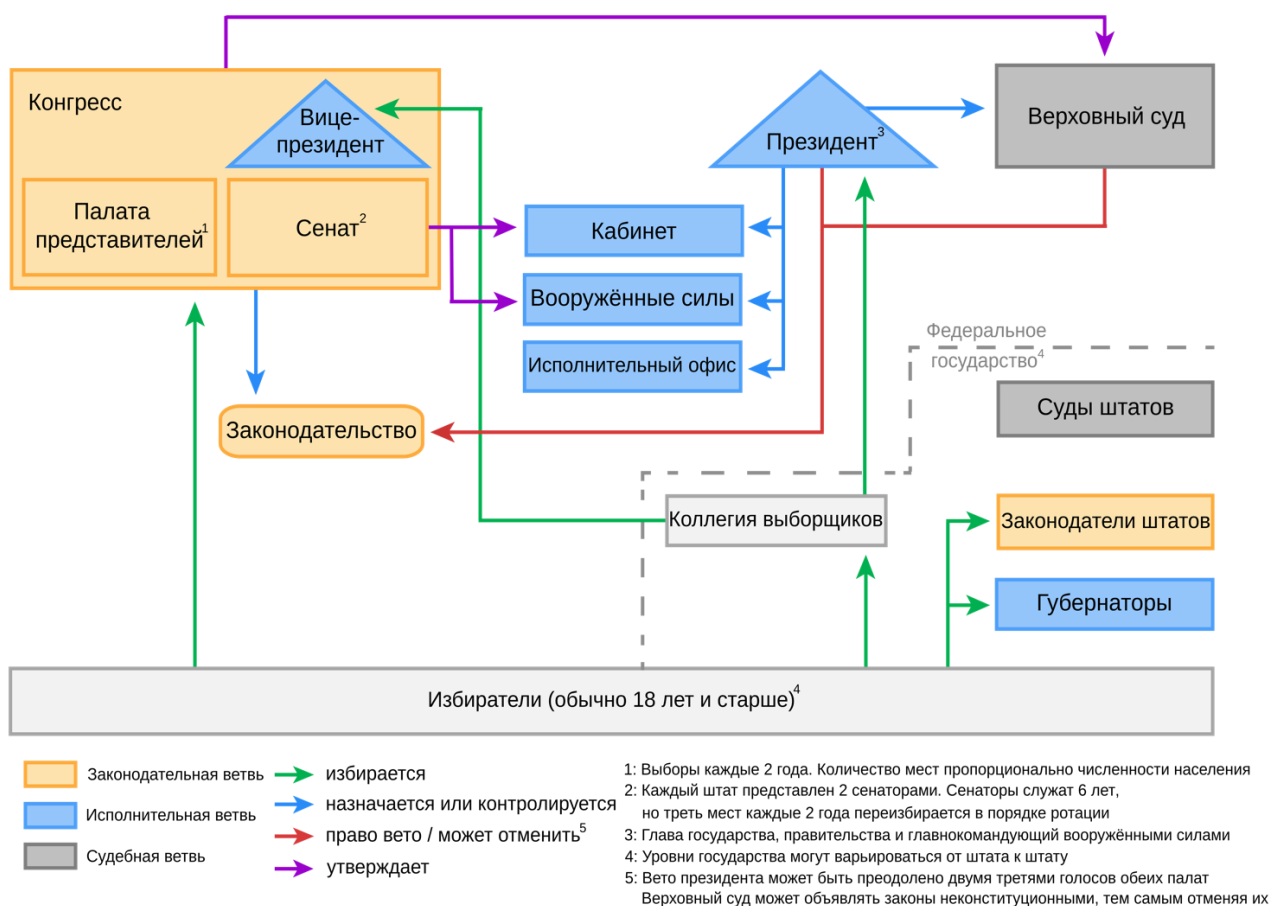 Конгресс
Вице-
президент
Палата
представителей1
Сенат2
Президент3
Верховный суд
Кабинет
Вооружённые силы
Исполнительный офис
Законодательство
Федеральное
государство4
Суды штатов
Коллегия выборщиков
Законодатели штатов
Губернаторы
Избиратели (обычно 18 лет и старше)4
Законодательная ветвь
Исполнительная ветвь
Судебная ветвь
избирается
назначается или контролируется
право вето / может отменить5
утверждает
1: Выборы каждые 2 года. Количество мест пропорционально численности населения
2: Каждый штат представлен 2 сенаторами. Сенаторы служат 6 лет,
но треть мест каждые 2 года переизбирается в порядке ротации
3: Глава государства, правительства и главнокомандующий вооружёнными силами
4: Уровни государства могут варьироваться от штата к штату
5: Вето президента может быть преодолено двумя третями голосов обеих палат
Верховный суд может объявлять законы неконституционными, тем самым отменяя их